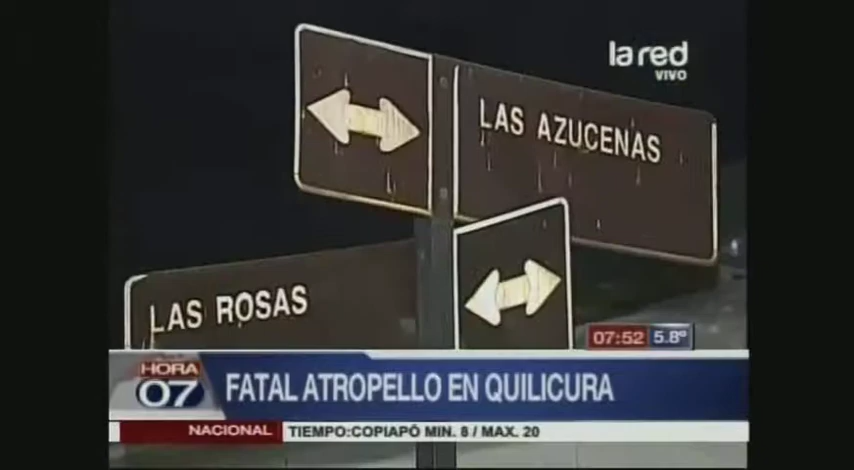 la red
VIVO
LAS AZUCENAS
LAS ROSAS
07:52 5.8º
HORA
07
FATAL ATROPELLO EN QUILICURA
NACIONAL
TIEMPO:COPIAPÓ MIN. 8 / MAX. 20